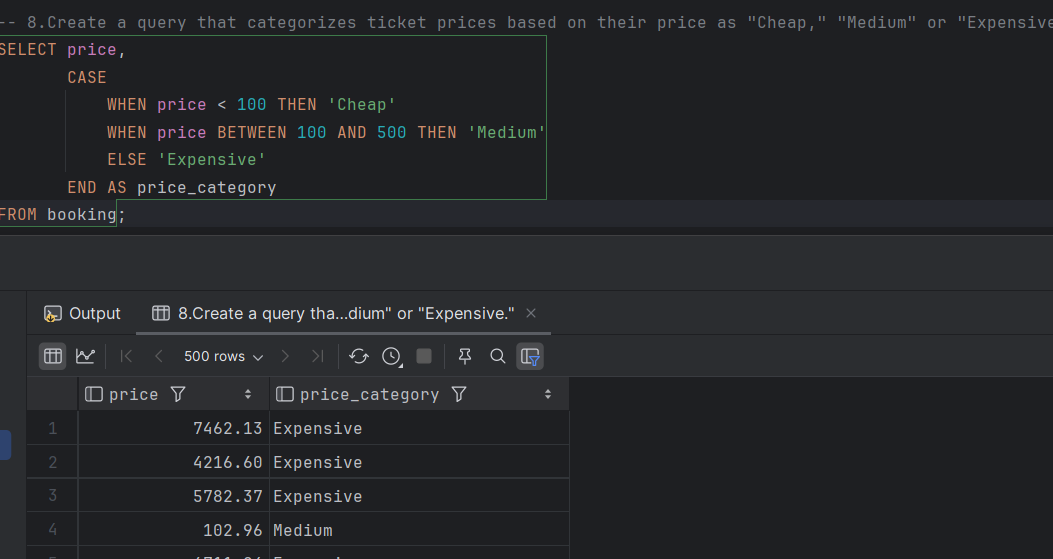 -- 8.Create a query that categorizes ticket prices based on their price as "Cheap," "Medium" or "Expensive
SELECT price,
CASE
WHEN price < 100 THEN 'Cheap'
WHEN price BETWEEN 100 AND 500 THEN 'Medium'
ELSE 'Expensive'
END AS price_category
FROM booking;
Output 8.Create a query tha...dium" or "Expensive."
500 rows
price price_category
1 7462.13 Expensive
2 4216.60 Expensive
3 5782.37 Expensive
4 102.96 Medium